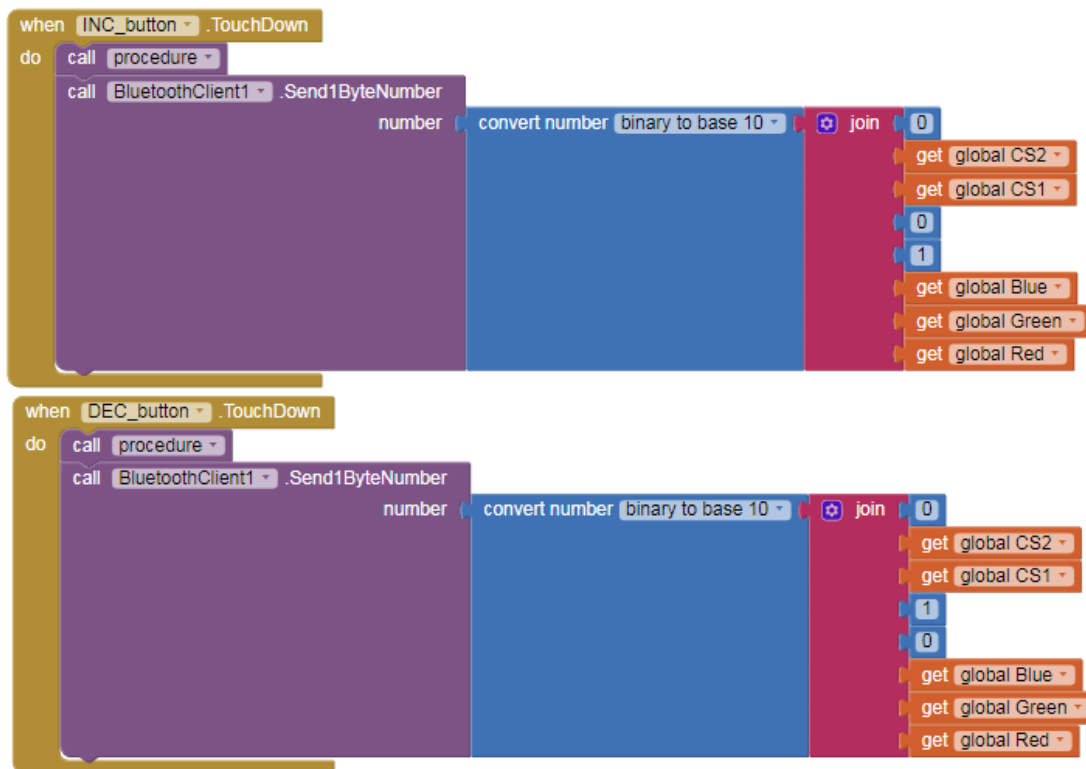 when INC_button .TouchDown
do call procedure
call BluetoothClient1 .Send1ByteNumber
number convert number binary to base 10 join 0
get global CS2
get global CS1
0
1
get global Blue
get global Green
get global Red
when DEC_button .TouchDown
do call procedure
call BluetoothClient1 .Send1ByteNumber
number convert number binary to base 10 join 0
get global CS2
get global CS1
1
0
get global Blue
get global Green
get global Red